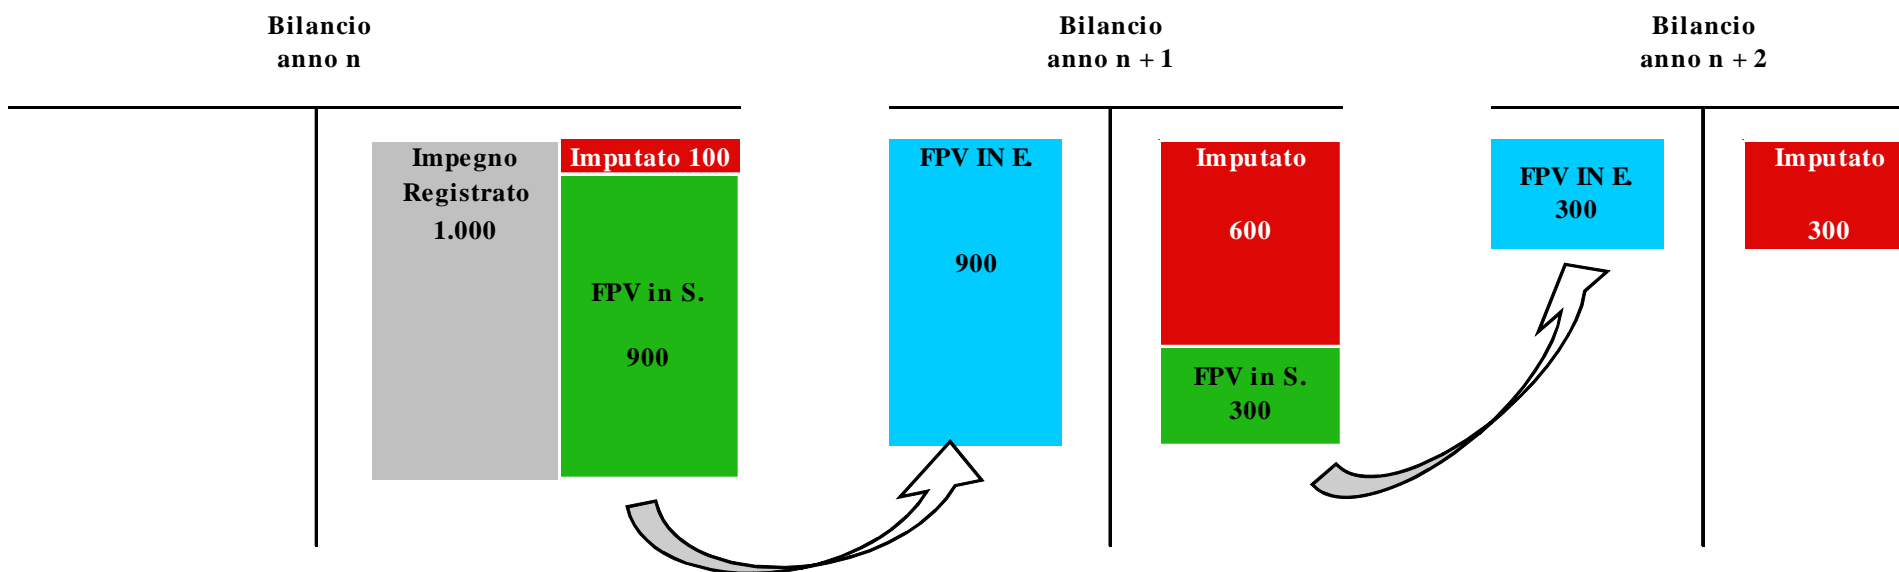 Bilancio
anno n
Bilancio
anno n + 1
Bilancio
anno n + 2
Impegno
Registrato
1.000
Imputato 100
FPV in S.
900
FPV IN E.
900
Imputato
600
FPV in S.
300
FPV IN E.
300
Imputato
300